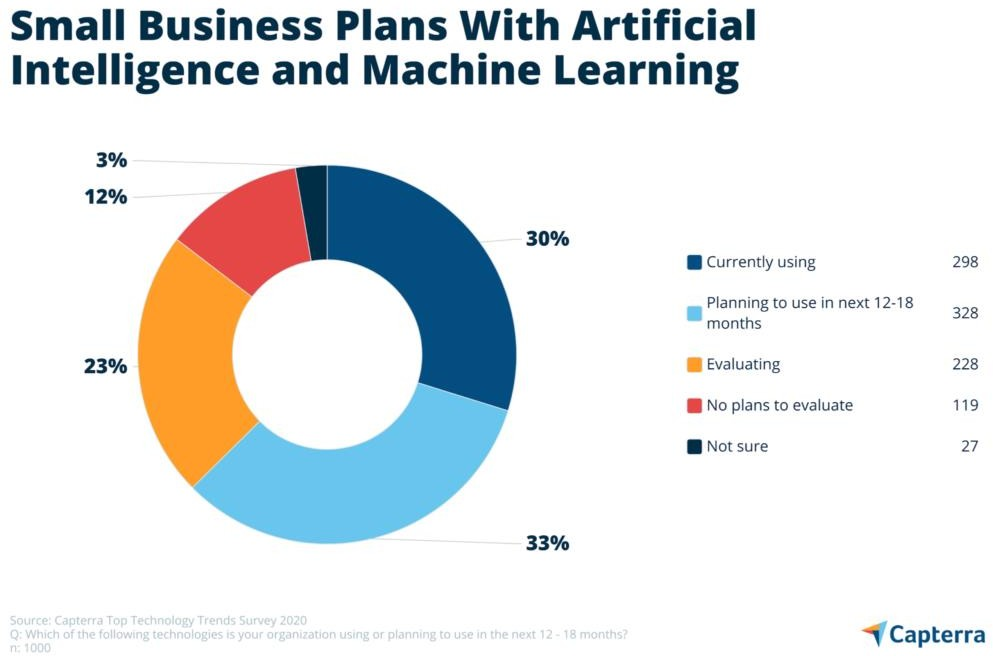 Small Business Plans With Artificial
Intelligence and Machine Learning
3%
12%
30%
23%
33%
Currently using 298
Planning to use in next 12-18
months 328
Evaluating 228
No plans to evaluate 119
Not sure 27
Source: Capterra Top Technology Trends Survey 2020
Q: Which of the following technologies is your organization using or planning to use in the next 12 - 18 months?
n: 1000
Capterra